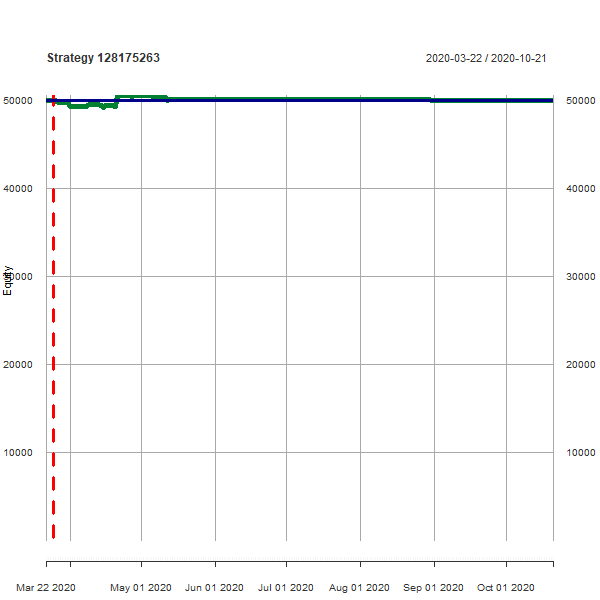 Strategy 128175263
2020-03-22 / 2020-10-21
50000 50000
40000 40000
30000 30000
Equity
20000 20000
10000 10000
Mar 22 2020 May 01 2020 Jun 01 2020 Jul 01 2020 Aug 01 2020 Sep 01 2020 Oct 01 2020